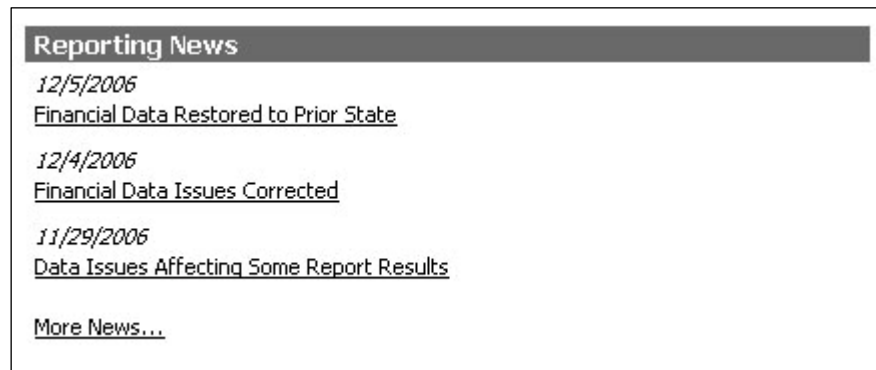 Reporting News
12/5/2006
Financial Data Restored to Prior State
12/4/2006
Financial Data Issues Corrected
11/29/2006
Data Issues Affecting Some Report Results
More News...